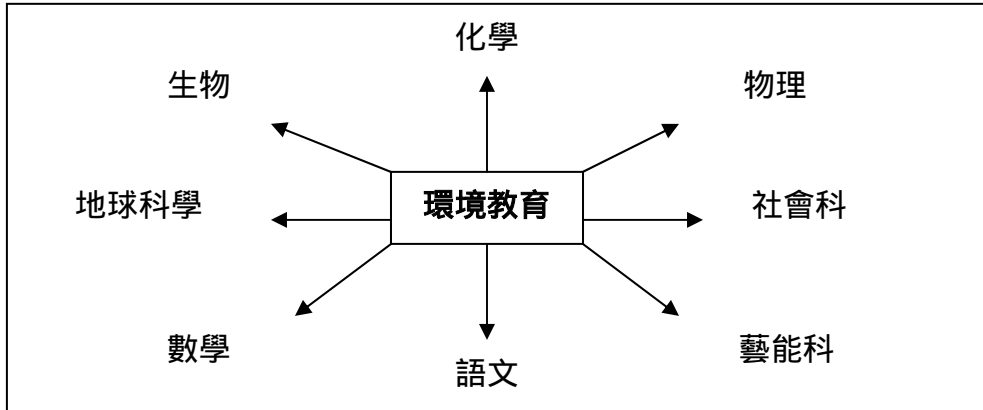 化學
生物
物理
環境教育
地球科學
社會科
數學
藝能科
語文